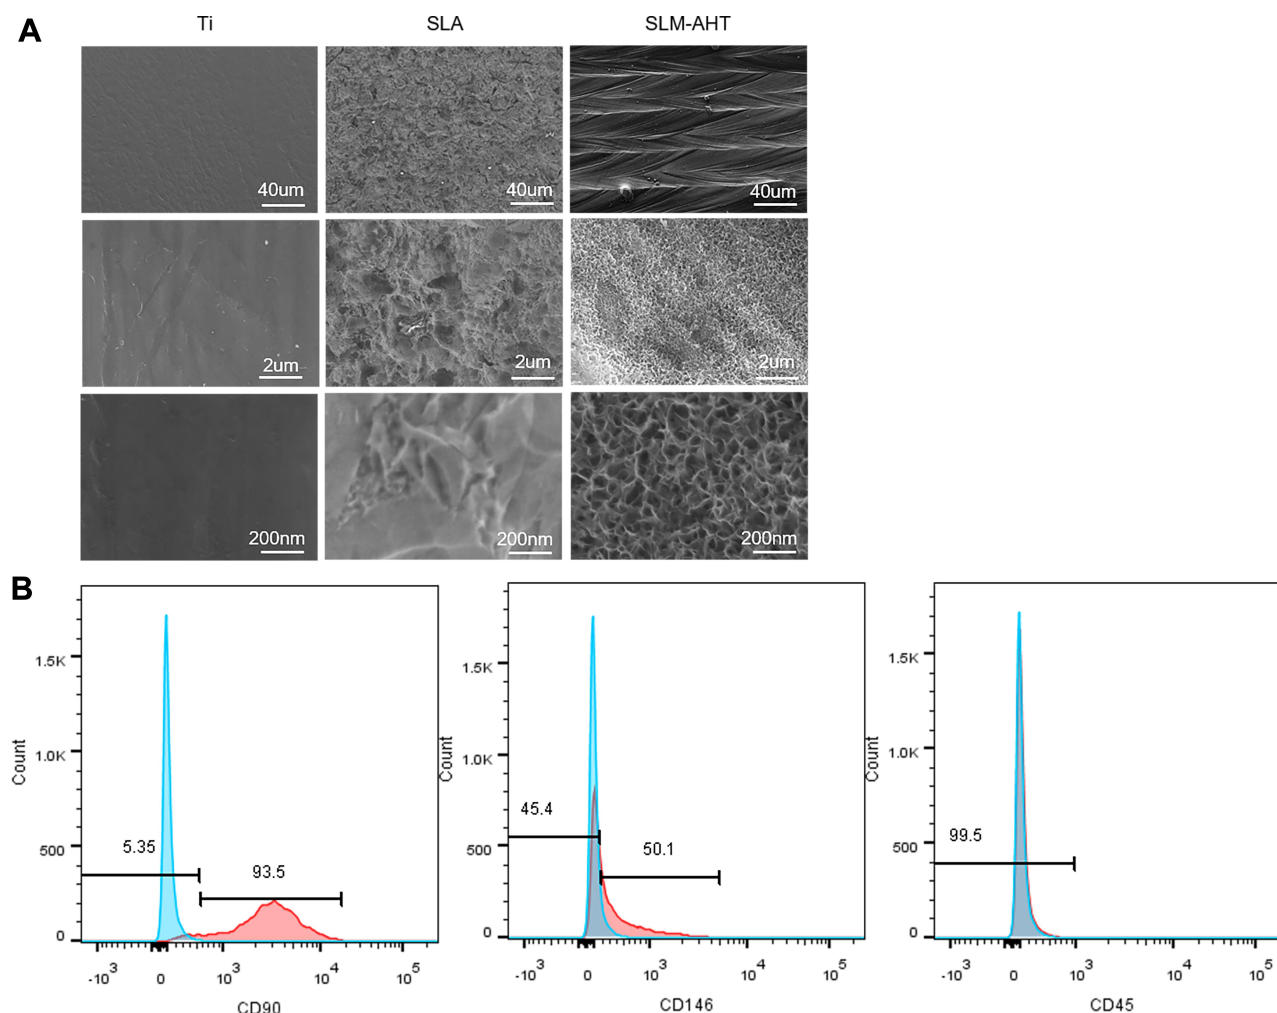 A
Ti SLA SLM-AHT
40um 40um 40um
2um 2um 2um
200nm 200nm 200nm
B
Count
1.5K
1.0K
500
0
5.35
93.5
-10^3 0 10^3 10^4 10^5
CD90
Count
1.5K
1.0K
500
0
45.4
50.1
-10^3 0 10^3 10^4 10^5
CD146
Count
1.5K
1.0K
500
0
99.5
-10^3 0 10^3 10^4 10^5
CD45